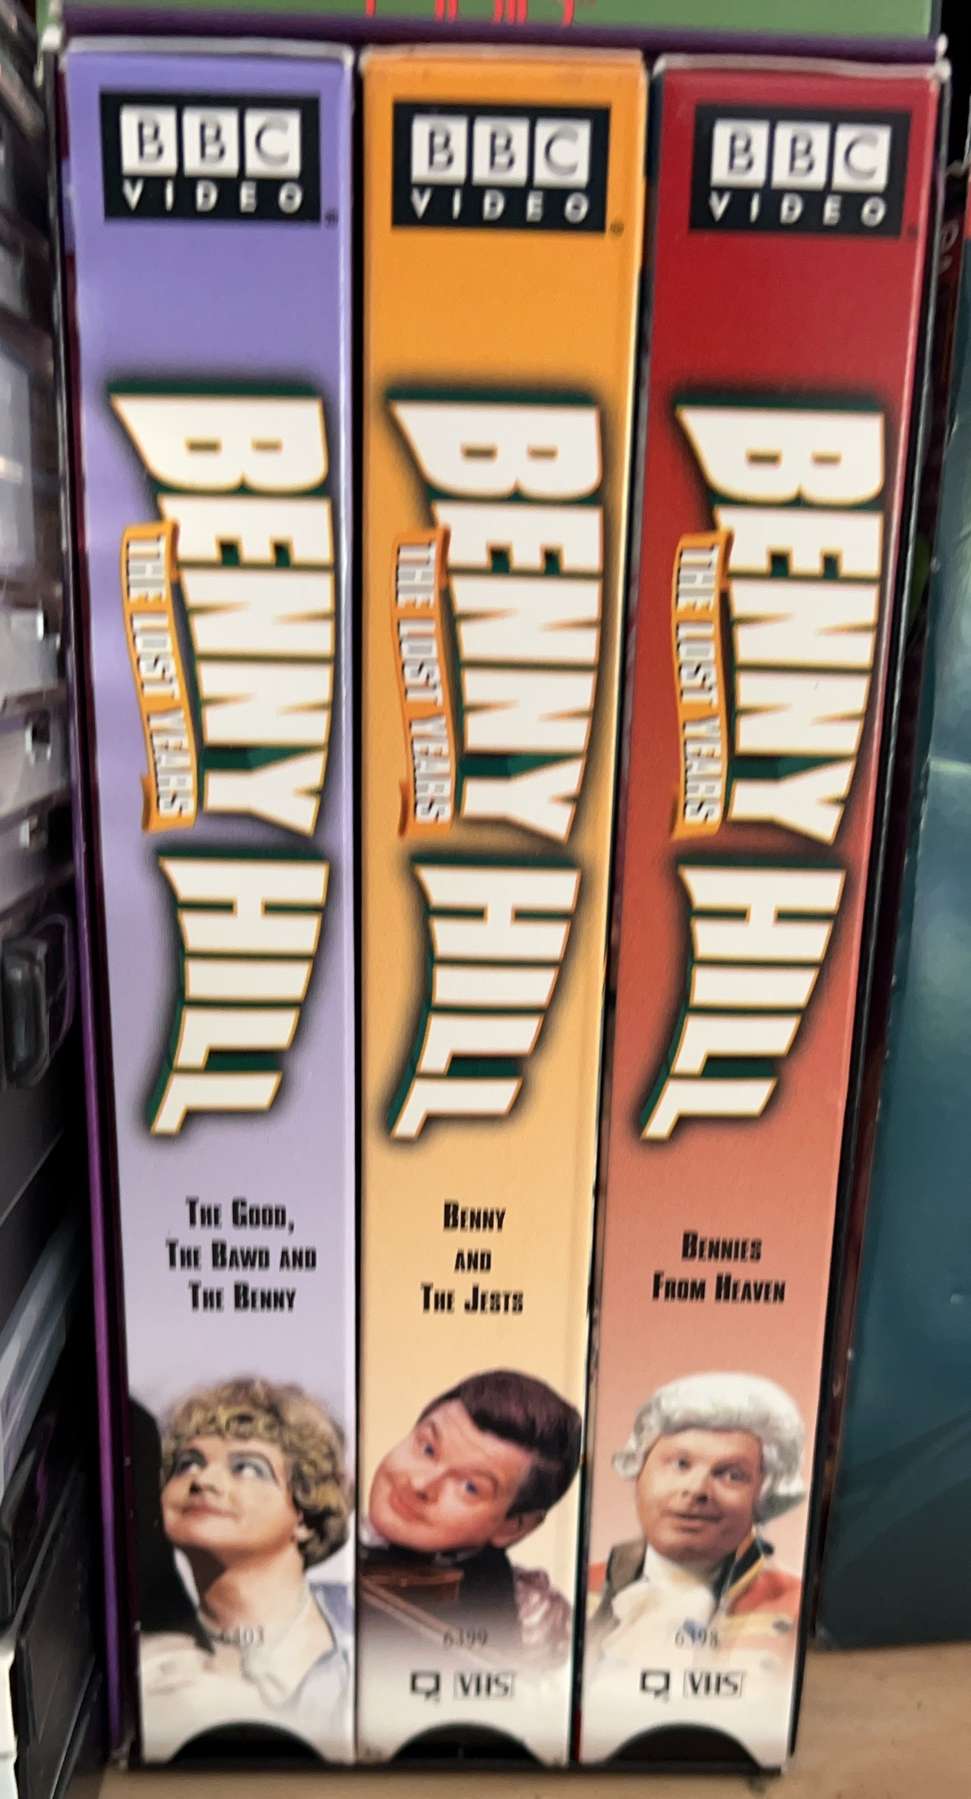 BBC
VIDEO
BENNY HILL
THE LOST YEARS
THE GOOD,
THE BAWD AND
THE BENNY
6403
BBC
VIDEO
BENNY HILL
THE LOST YEARS
BENNY
AND
THE JESTS
6399
VHS
BBC
VIDEO
BENNY HILL
THE LOST YEARS
BENNIES
FROM HEAVEN
6398
VHS